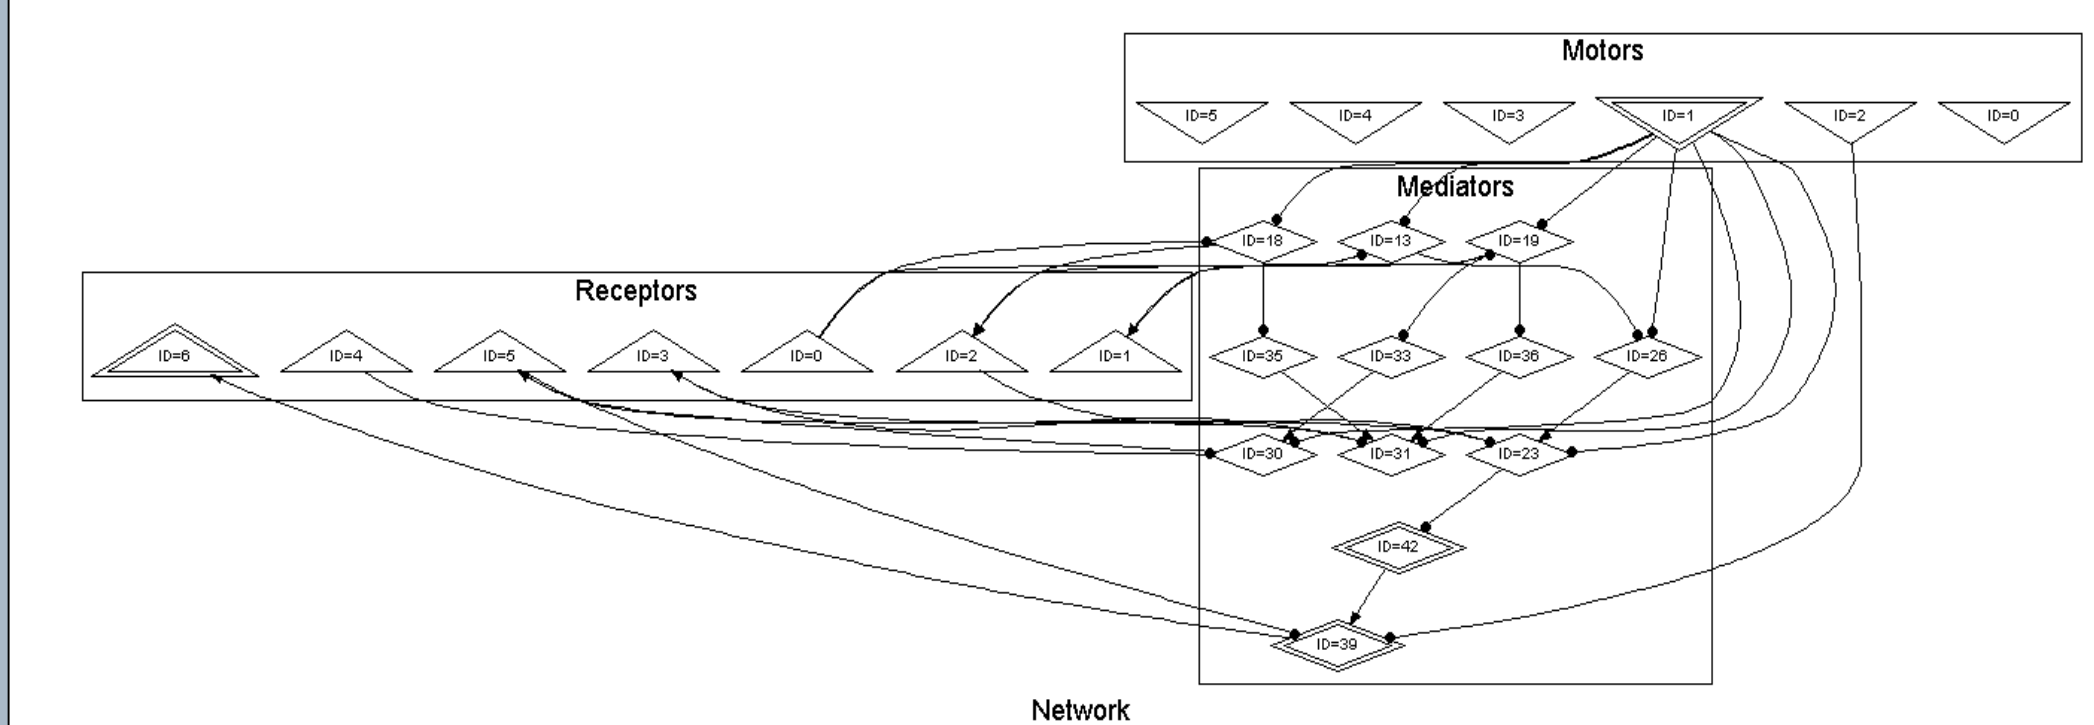 Motors
ID=5 ID=4 ID=3 ID=1 ID=2 ID=0
Mediators
ID=18 ID=13 ID=19
Receptors
ID=6 ID=4 ID=5 ID=3 ID=0 ID=2 ID=1 ID=35 ID=33 ID=36 ID=26
ID=30 ID=31 ID=23
ID=42
ID=39
Network